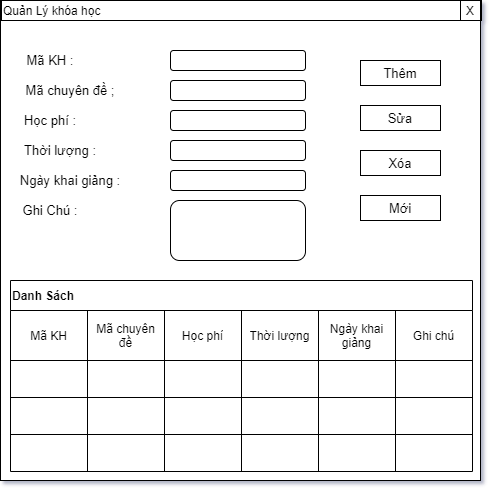 Quản Lý khóa học X
Mã KH :
Thêm
Mã chuyên đề ;
Học phí :
Sửa
Thời lượng :
Xóa
Ngày khai giảng :
Ghi Chú :
Mới
Danh Sách
Mã KH Mã chuyên đề Học phí Thời lượng Ngày khai giảng Ghi chú